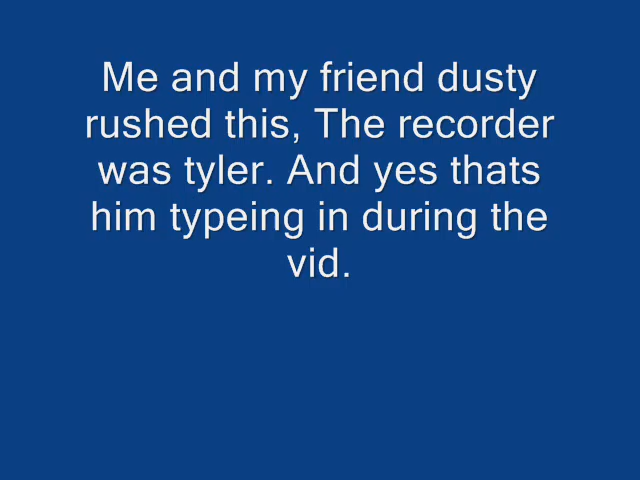 Me and my friend dusty
rushed this, The recorder
was tyler. And yes thats
him typeing in during the
vid.